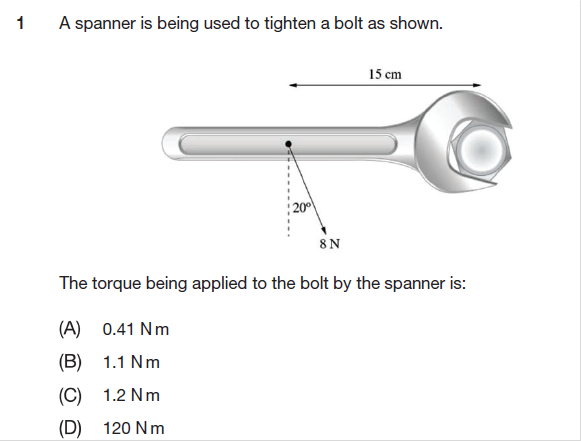 1 A spanner is being used to tighten a bolt as shown.
15 cm
20°
8 N
The torque being applied to the bolt by the spanner is:
(A) 0.41 N m
(B) 1.1 N m
(C) 1.2 N m
(D) 120 N m